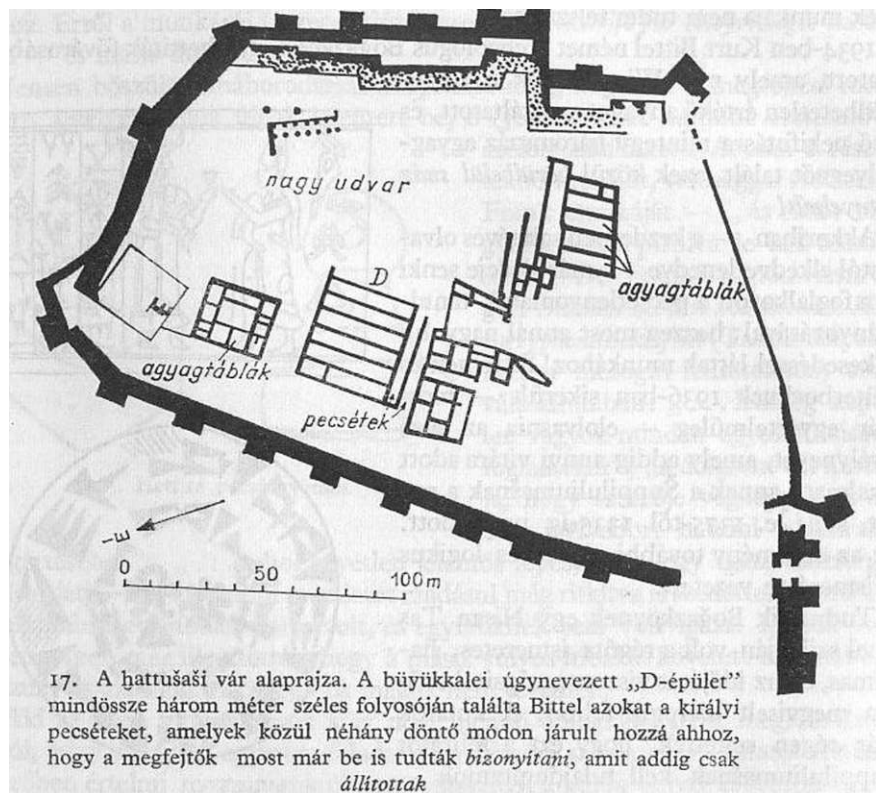 nagy udvar
D
agyagtáblák
agyagtáblák
pecsétek
É
0 50 100 m
17. A hattušaši vár alaprajza. A büyükkalei úgynevezett „D-épület”
mindössze három méter széles folyosóján találta Bittel azokat a királyi
pecséteket, amelyek közül néhány döntő módon járult hozzá ahhoz,
hogy a megfejtők most már be is tudták bizonyítani, amit addig csak
állítottak